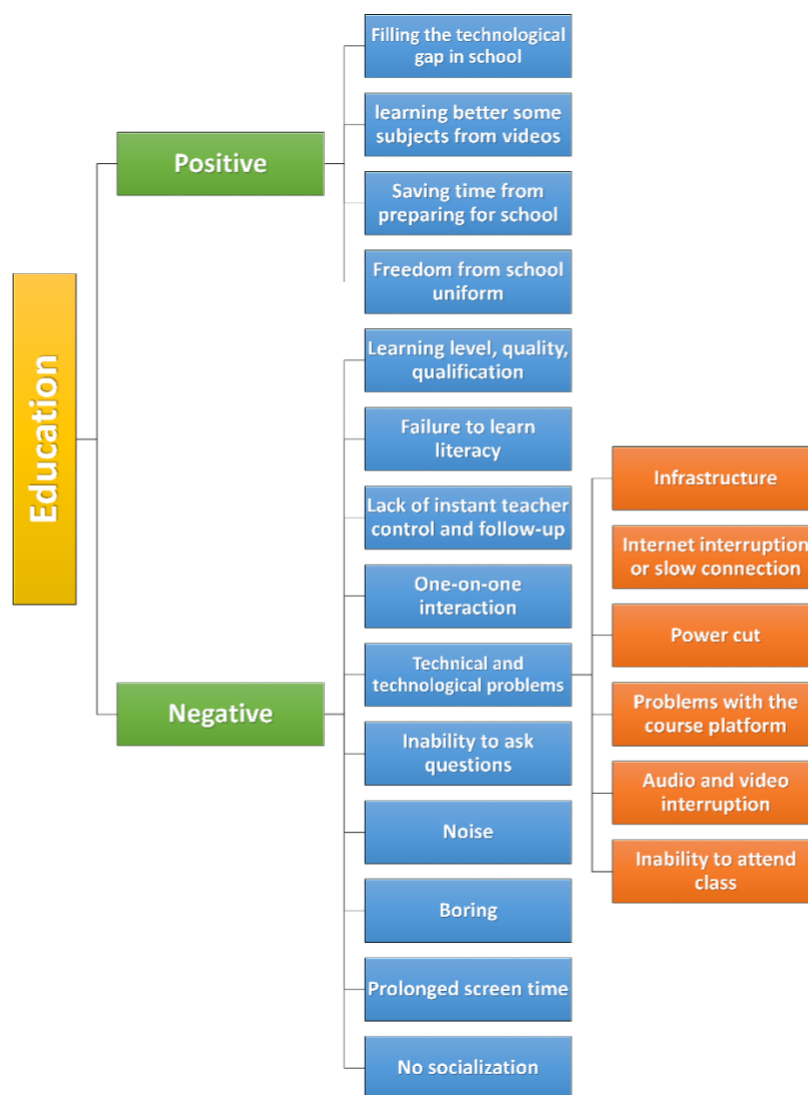 Education
Positive
Filling the technological
gap in school
learning better some
subjects from videos
Saving time from
preparing for school
Freedom from school
uniform
Negative
Learning level, quality,
qualification
Failure to learn
literacy
Lack of instant teacher
control and follow-up
One-on-one
interaction
Technical and
technological problems
Infrastructure
Internet interruption
or slow connection
Power cut
Problems with the
course platform
Audio and video
interruption
Inability to attend
class
Inability to ask
questions
Noise
Boring
Prolonged screen time
No socialization